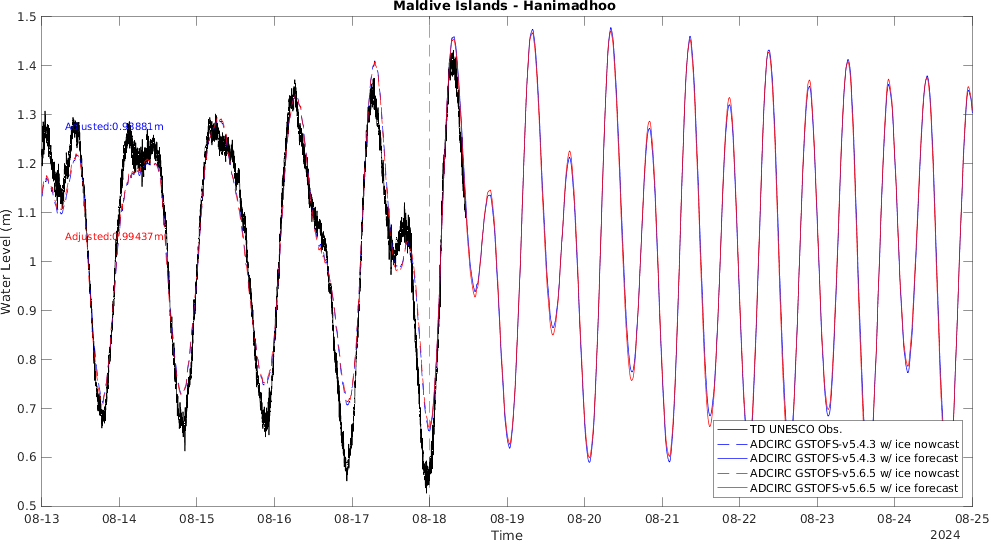 Maldive Islands - Hanimadhoo
1.5
1.4
1.3
1.2
1.1
1
0.9
0.8
0.7
0.6
0.5
Water Level (m)
Adjusted:0.98881m
Adjusted:0.99437m
TD UNESCO Obs.
ADCIRC GSTOFS-v5.4.3 w/ ice nowcast
ADCIRC GSTOFS-v5.4.3 w/ ice forecast
ADCIRC GSTOFS-v5.6.5 w/ ice nowcast
ADCIRC GSTOFS-v5.6.5 w/ ice forecast
08-13 08-14 08-15 08-16 08-17 08-18 08-19 08-20 08-21 08-22 08-23 08-24 08-25
Time
2024